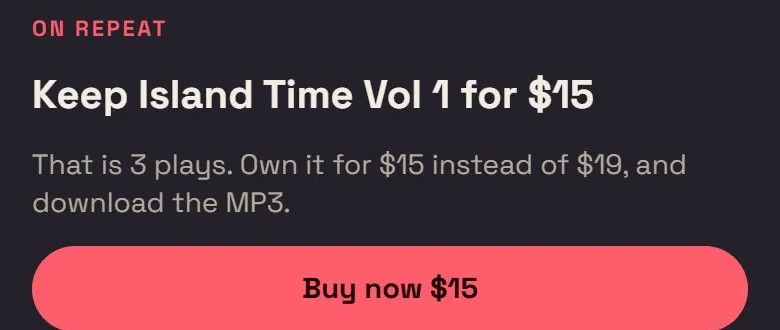 ON REPEAT
Keep Island Time Vol 1 for $15
That is 3 plays. Own it for $15 instead of $19, and
download the MP3.
Buy now $15